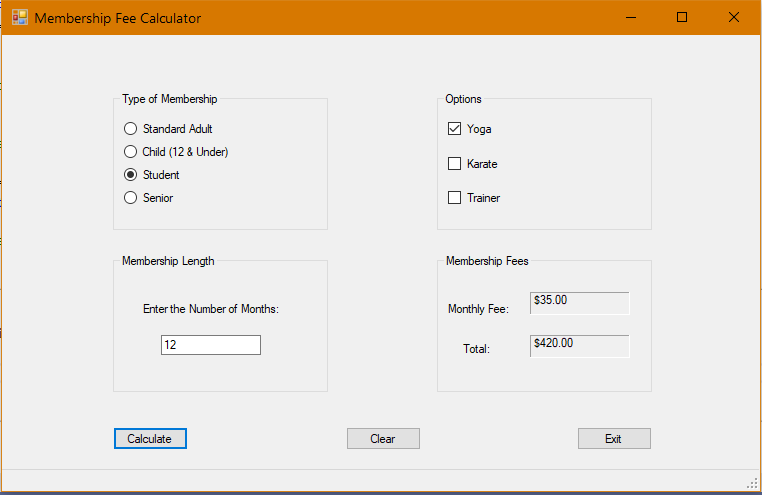 Membership Fee Calculator
Type of Membership
Standard Adult
Child (12 & Under)
Student
Senior
Options
Yoga
Karate
Trainer
Membership Length
Enter the Number of Months:
12
Membership Fees
Monthly Fee: $35.00
Total: $420.00
Calculate Clear Exit